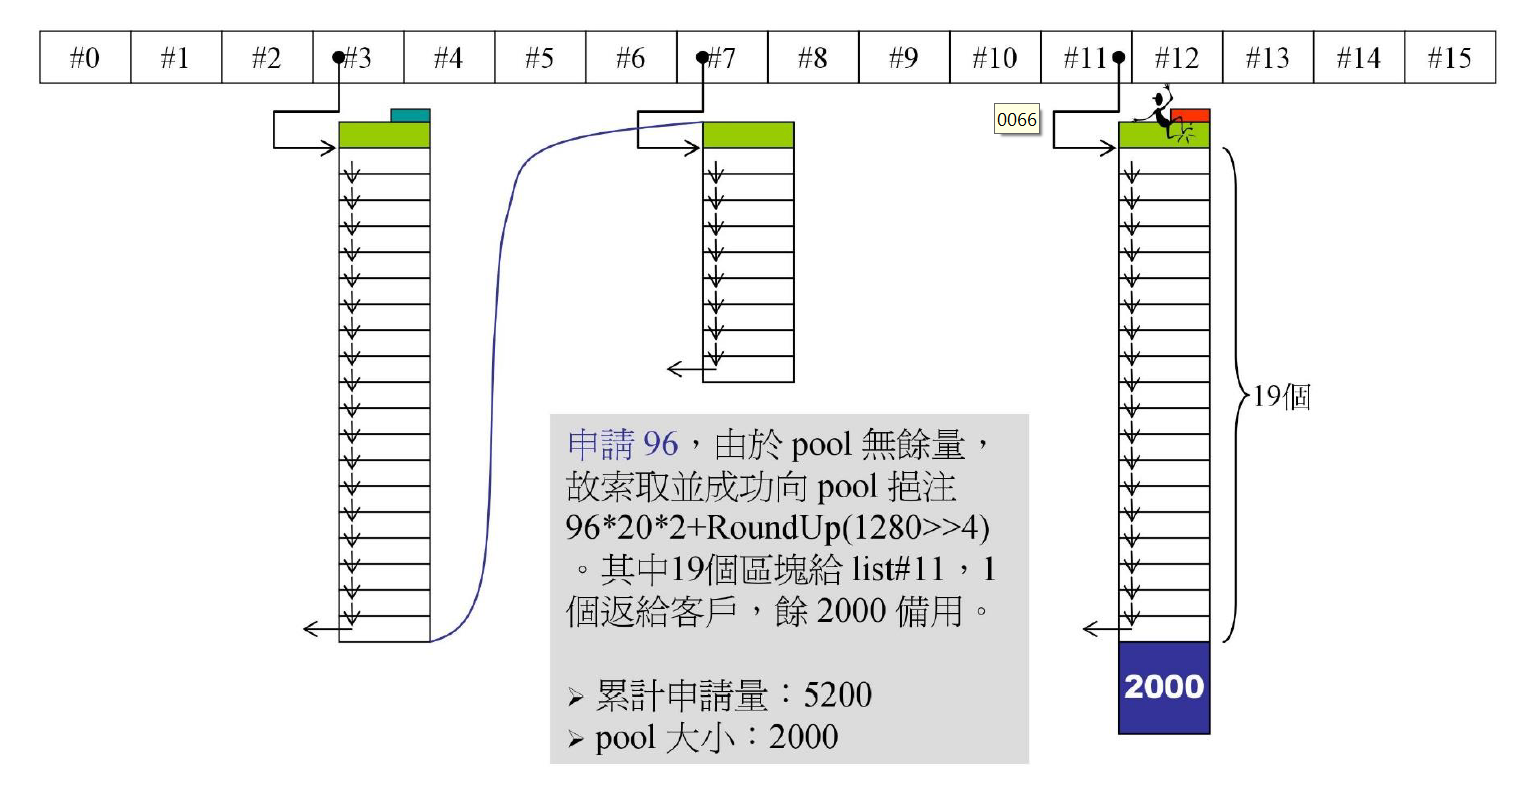 #0 #1 #2 #3 #4 #5 #6 #7 #8 #9 #10 #11 #12 #13 #14 #15
0066
19個
申請 96，由於 pool 無餘量，
故索取並成功向 pool 挹注
96*20*2+RoundUp(1280>>4)
。其中19個區塊給 list#11，1
個返給客戶，餘 2000 備用。
➢ 累計申請量：5200
➢ pool 大小：2000
2000